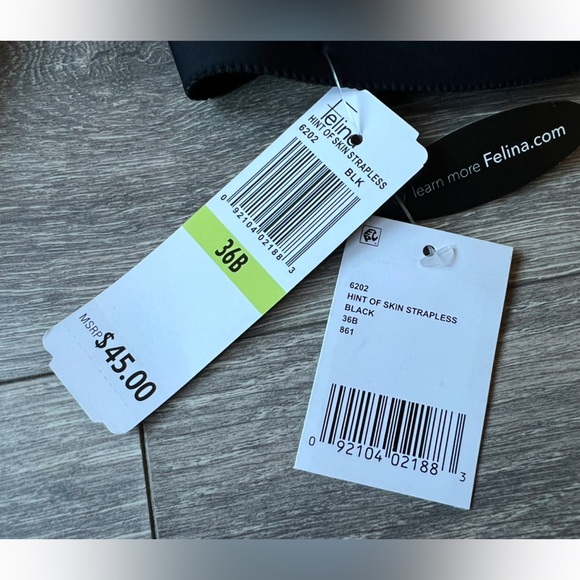 Felina
HINT OF SKIN STRAPLESS
6202
BLK
0 92104 02188 3
36B
MSRP $45.00
learn more Felina.com
6202
HINT OF SKIN STRAPLESS
BLACK
36B
861
0 92104 02188 3